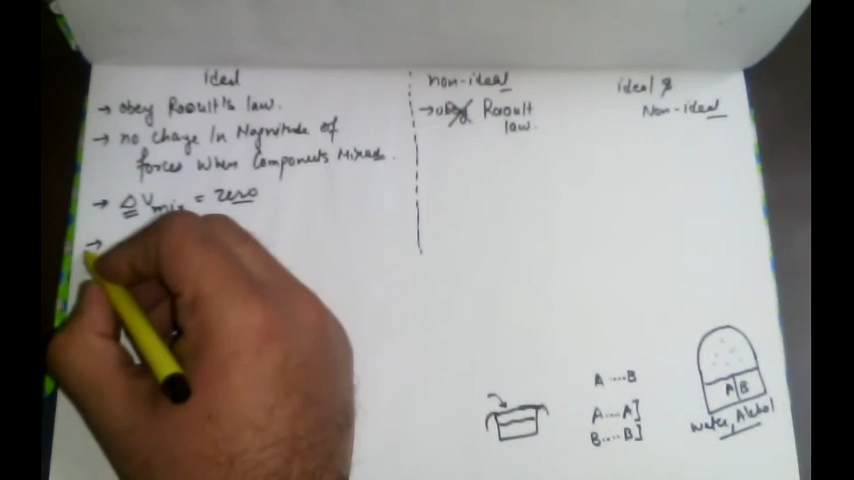 ideal
→ obey Raoult's law.
→ no change In Magnitude of
forces when Components Mixed.
→ ΔVmix = zero
→
non-ideal
→ obey Raoult
law.
ideal &
Non-ideal
A....B
A....A]
B....B]
A B
water, Alcohol